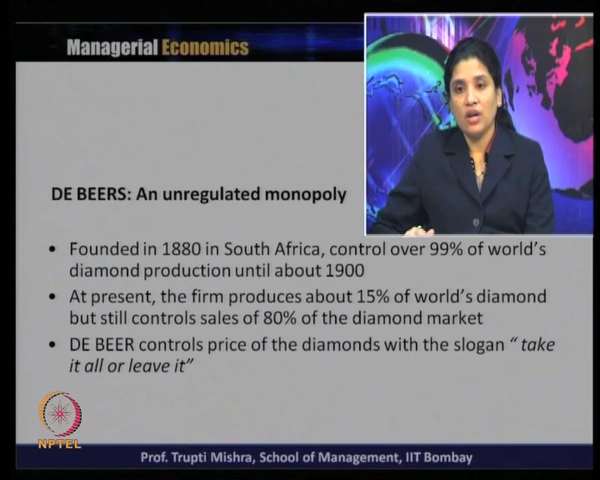 Managerial Economics
DE BEERS: An unregulated monopoly
• Founded in 1880 in South Africa, control over 99% of world's
diamond production until about 1900
• At present, the firm produces about 15% of world's diamond
but still controls sales of 80% of the diamond market
• DE BEER controls price of the diamonds with the slogan " take
it all or leave it"
NPTEL
Prof. Trupti Mishra, School of Management, IIT Bombay